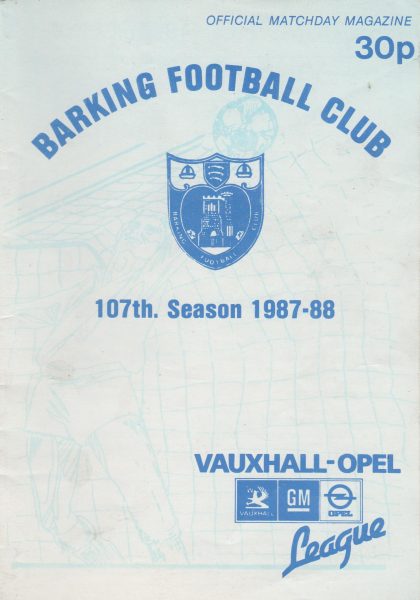 OFFICIAL MATCHDAY MAGAZINE
30p
BARKING FOOTBALL CLUB
BARKING FOOTBALL CLUB
107th. Season 1987-88
VAUXHALL-OPEL
VAUXHALL
GM
OPEL
League